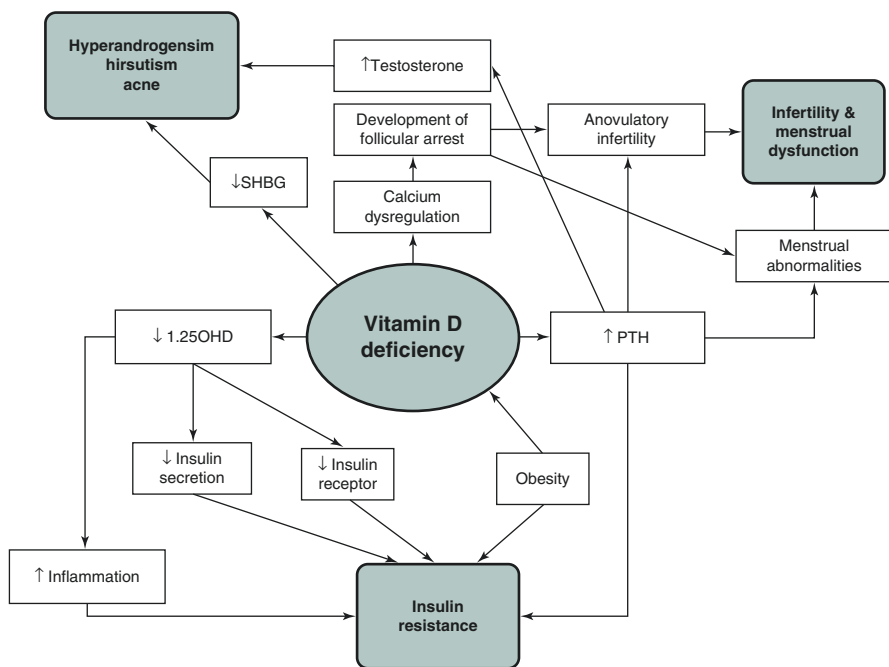 Hyperandrogensim
hirsutism
acne
↑Testosterone
Development of
follicular arrest
Anovulatory
infertility
Infertility &
menstrual
dysfunction
↓SHBG
Calcium
dysregulation
Menstrual
abnormalities
↓ 1.25OHD
Vitamin D
deficiency
↑ PTH
↓ Insulin
secretion
↓ Insulin
receptor
Obesity
↑ Inflammation
Insulin
resistance